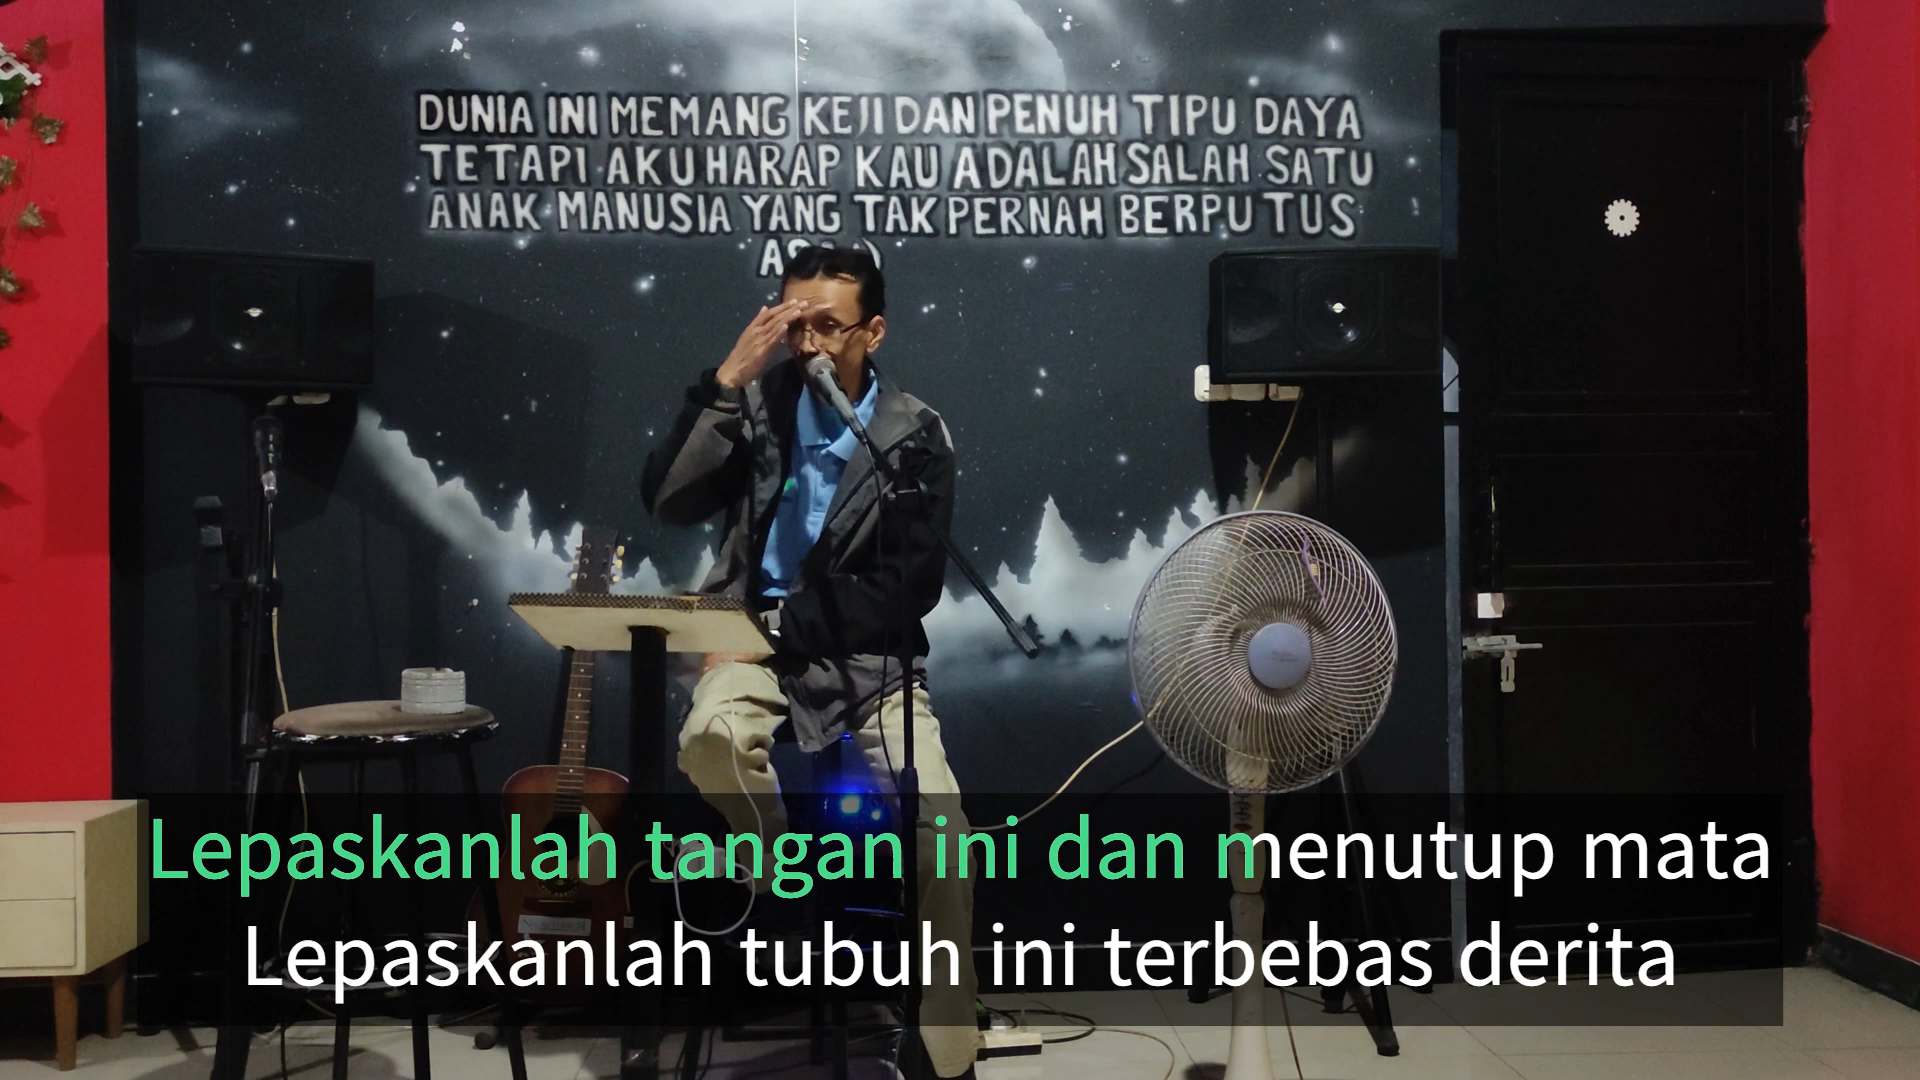 DUNIA INI MEMANG KEJI DAN PENUH TIPU DAYA
TETAPI AKU HARAP KAU ADALAH SALAH SATU
ANAK MANUSIA YANG TAK PERNAH BERPUTUS
Lepaskanlah tangan ini dan menutup mata
Lepaskanlah tubuh ini terbebas derita